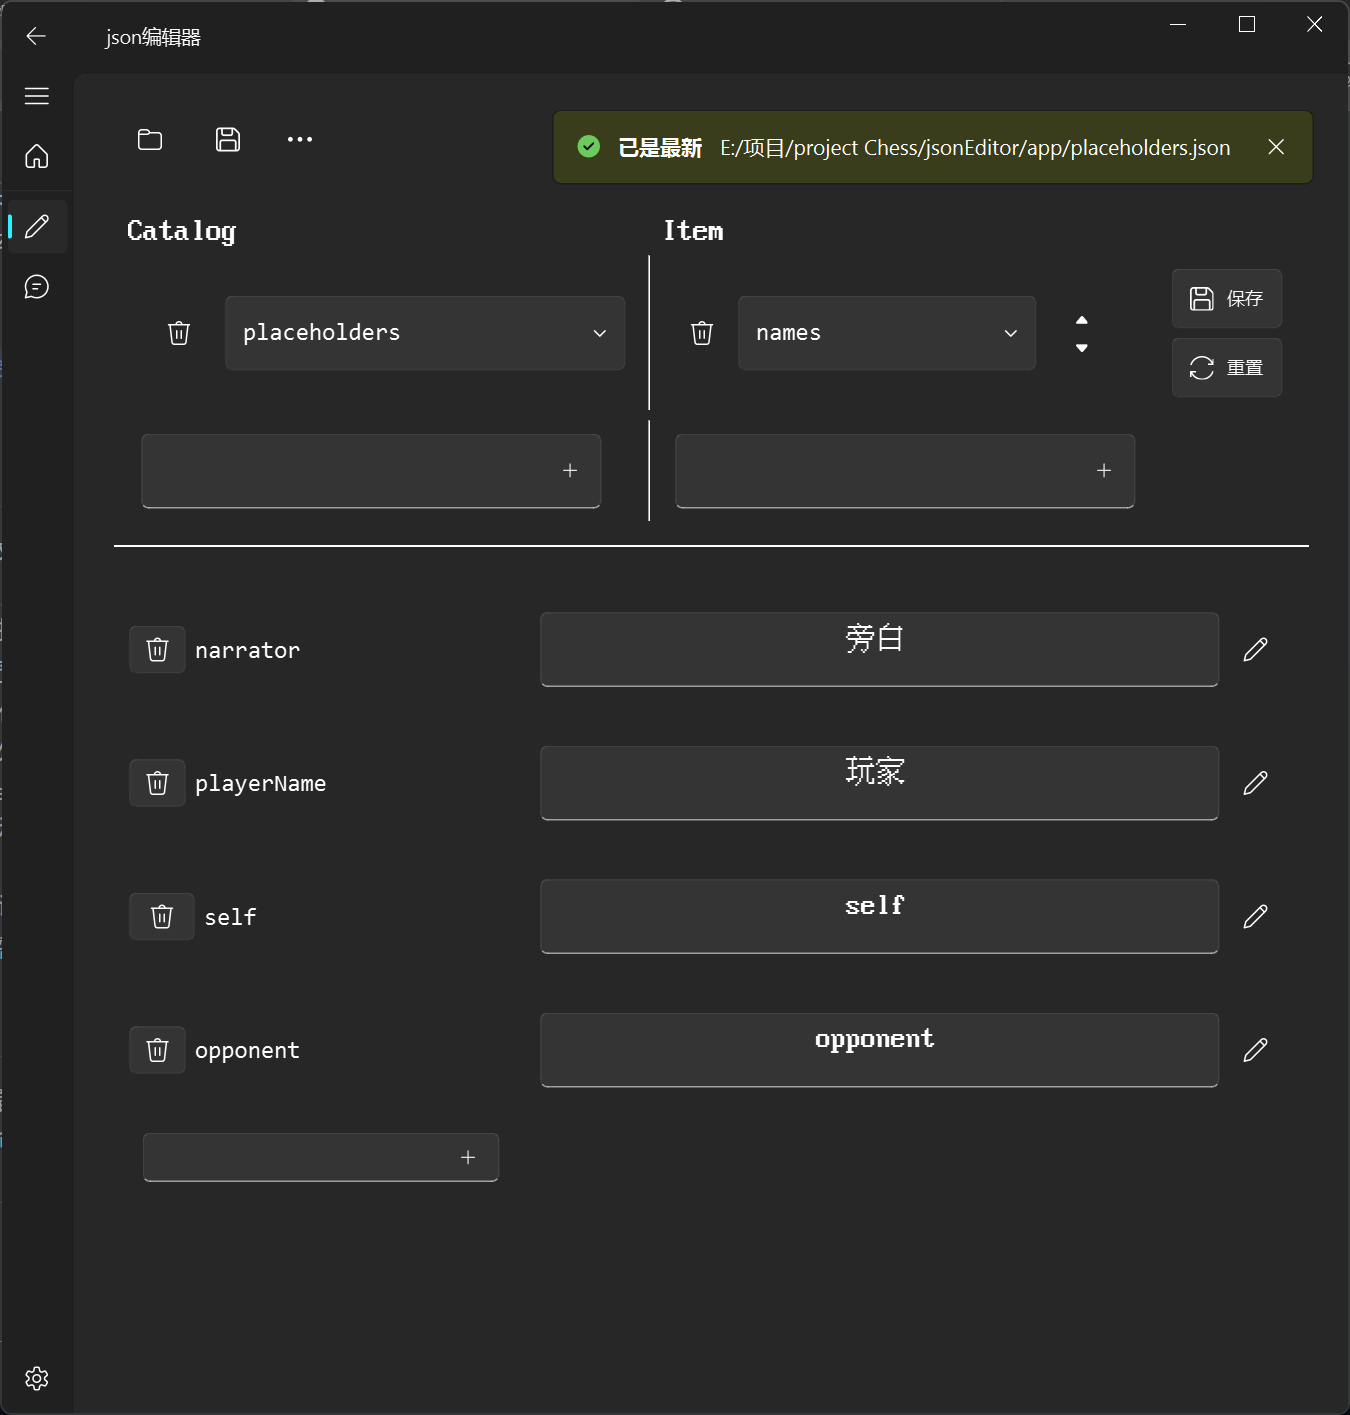 json编辑器
已是最新 E:/项目/project Chess/jsonEditor/app/placeholders.json
Catalog
Item
placeholders
names
保存
重置
narrator
旁白
playerName
玩家
self
self
opponent
opponent